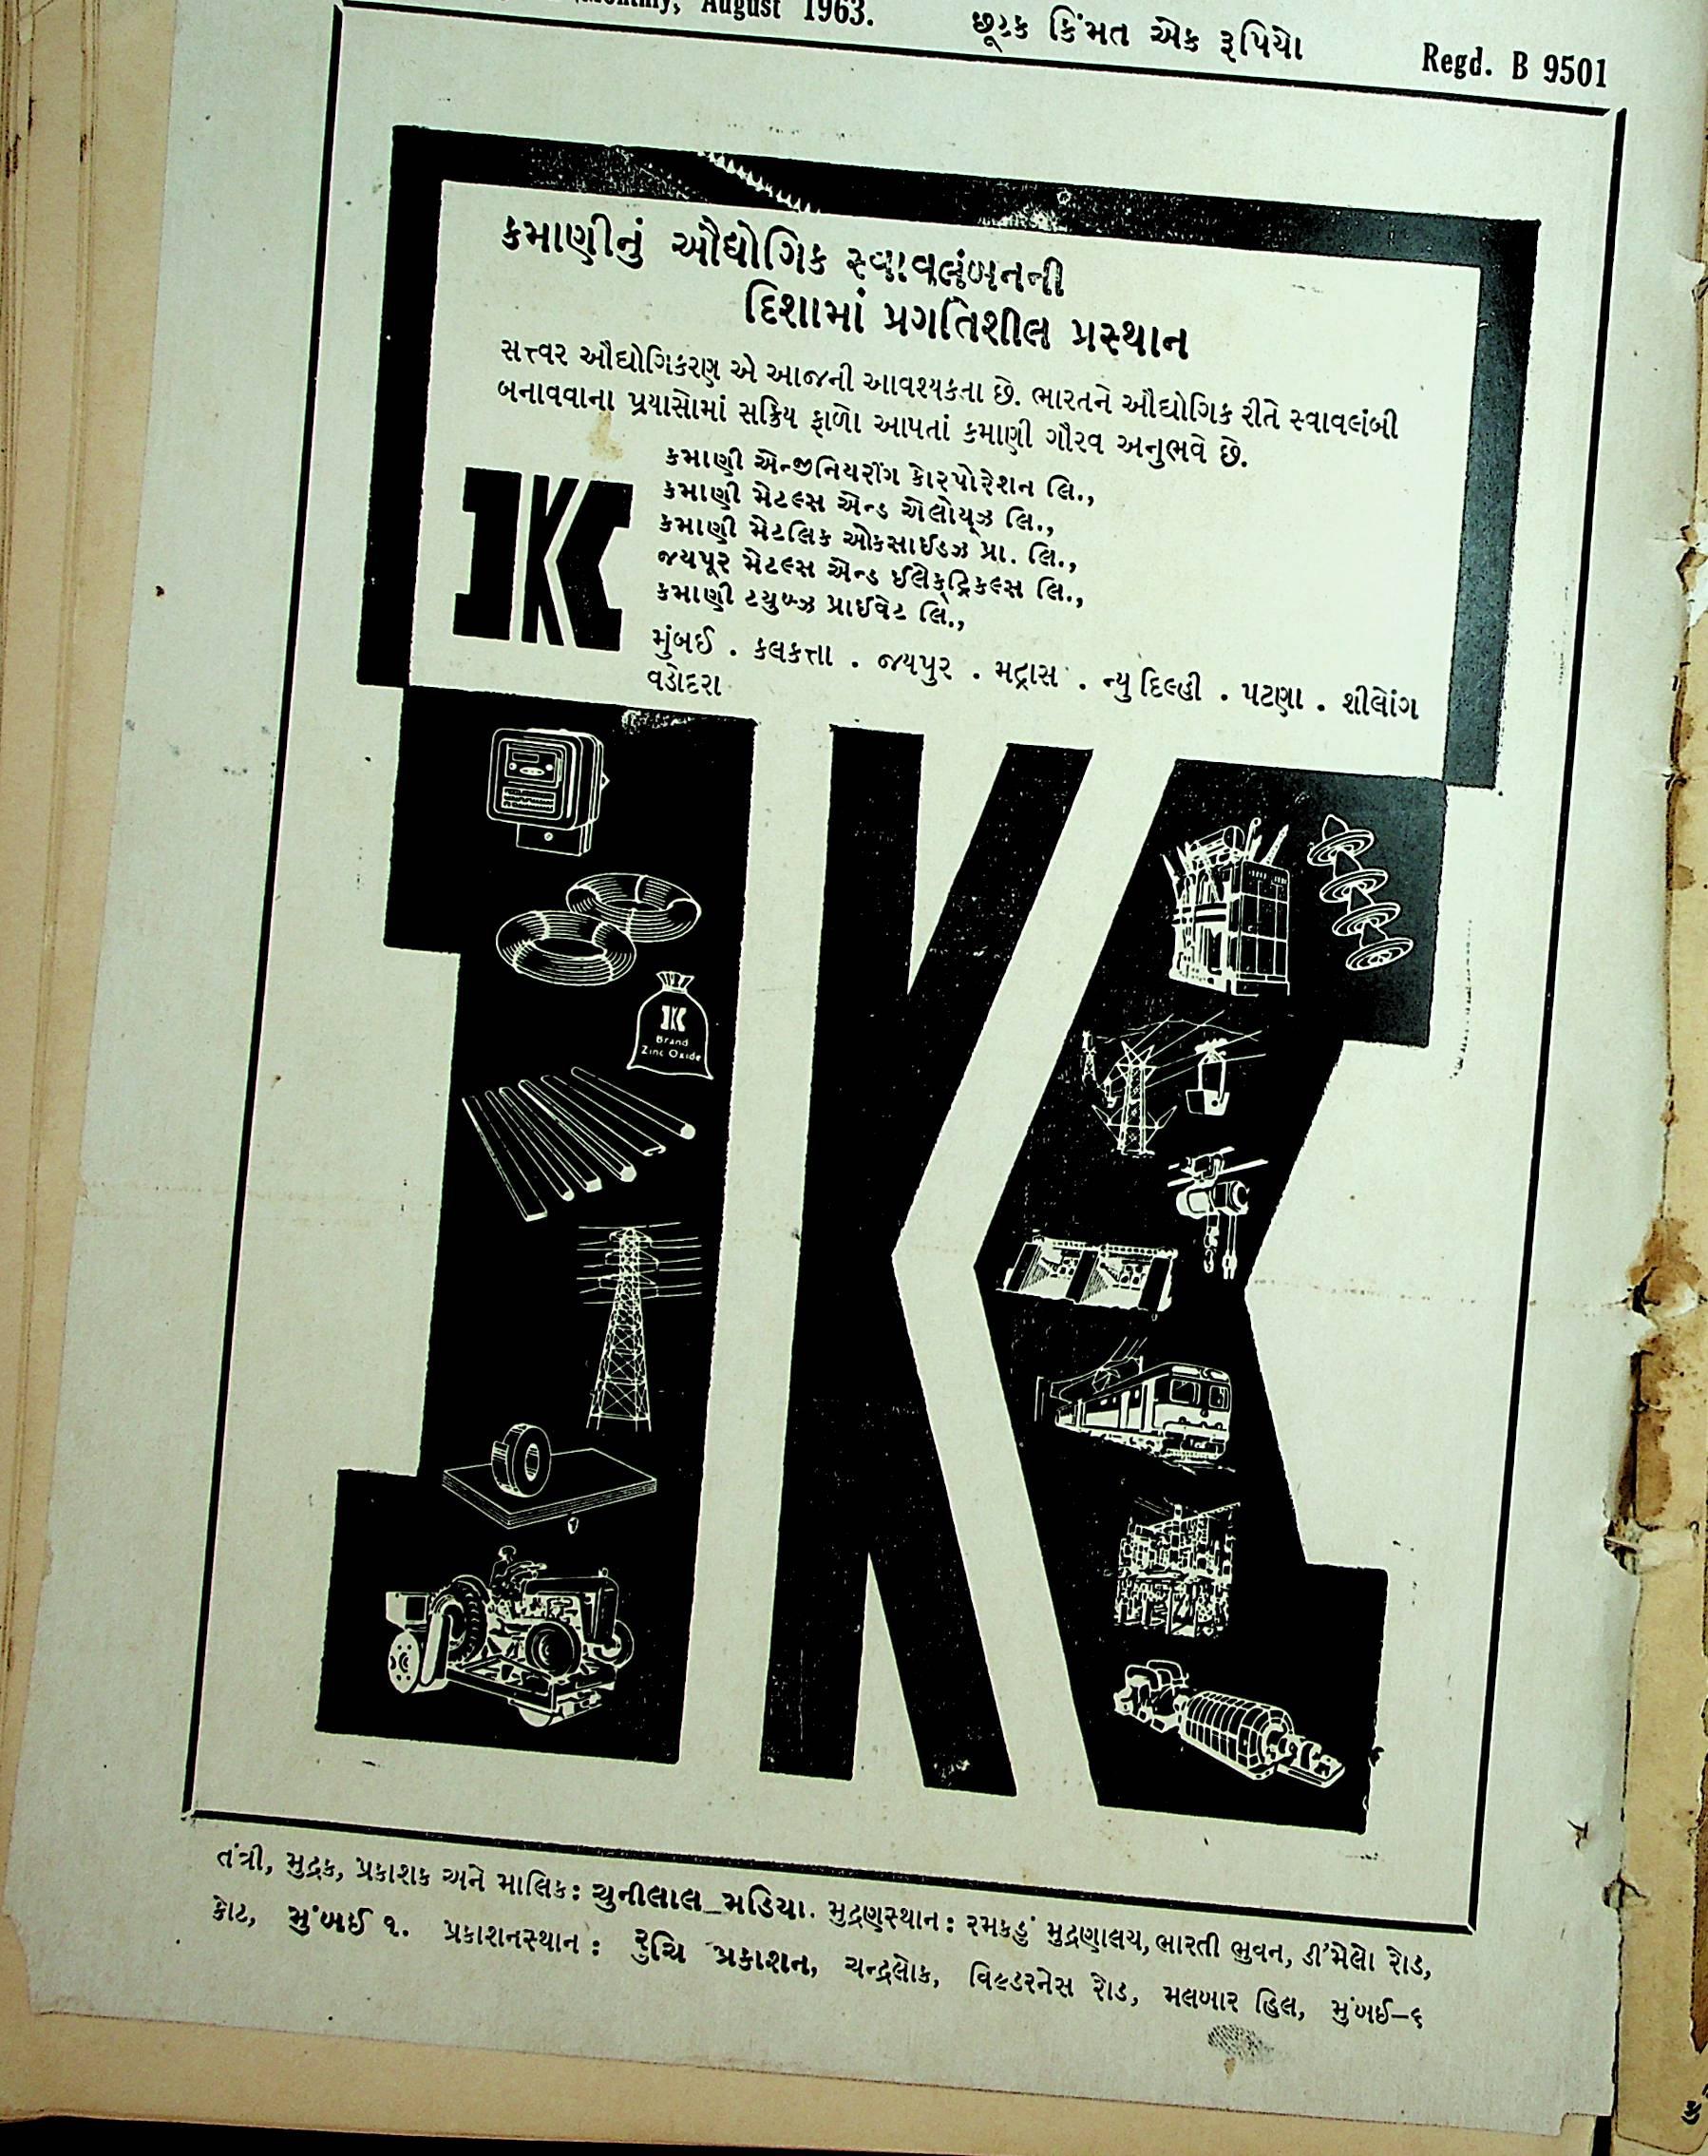 Monthly, August 1963. છૂટક કિંમત એક રૂપિયો Regd. B 9501
કમાણીનું ઔદ્યોગિક સ્વાવલંબનની
દિશામાં પ્રગતિશીલ પ્રસ્થાન
સત્ત્વર ઔદ્યોગિકરણ એ આજની આવશ્યકતા છે. ભારતને ઔદ્યોગિક રીતે સ્વાવલંબી
બનાવવાના પ્રયાસોમાં સક્રિય ફાળો આપતાં કમાણી ગૌરવ અનુભવે છે.
કમાણી એન્જીનિયરીંગ કોરપોરેશન લિ.,
કમાણી મેટલ્સ એન્ડ એલોય્ઝ લિ.,
કમાણી મેટલિક ઓકસાઈડઝ પ્રા. લિ.,
જયપૂર મેટલ્સ એન્ડ ઈલેક્ટ્રિકલ્સ લિ.,
કમાણી ટયુબ્ઝ પ્રાઈવેટ લિ.,
મુંબઈ . કલકત્તા . જયપુર . મદ્રાસ . ન્યુ દિલ્હી . પટણા . શીલોંગ
વડોદરા
Brand
Zinc Oxide
તંત્રી, મુદ્રક, પ્રકાશક અને માલિક: ચુનીલાલ મડિયા. મુદ્રણસ્થાન: રમકડું મુદ્રણાલય, ભારતી ભુવન, ડી'મેલો રોડ,
કોટ, મુંબઈ ૧. પ્રકાશનસ્થાન: રુચિ પ્રકાશન, ચન્દ્રલોક, વિલ્ડરનેસ રોડ, મલબાર હિલ, મુંબઈ–૬